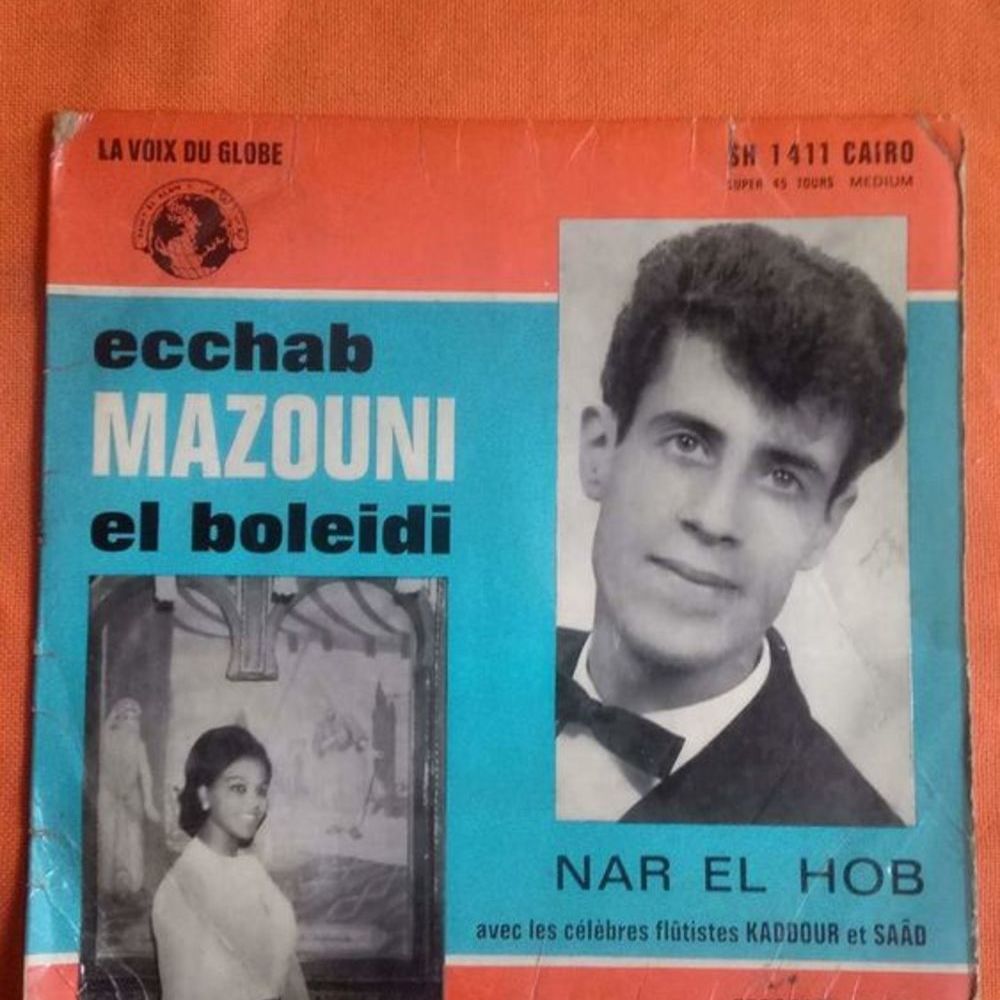 LA VOIX DU GLOBE
SH 1411 CAIRO
SUPER 45 TOURS MEDIUM
ecchab
MAZOUNI
el boleidi
NAR EL HOB
avec les célèbres flûtistes KADDOUR et SAÂD